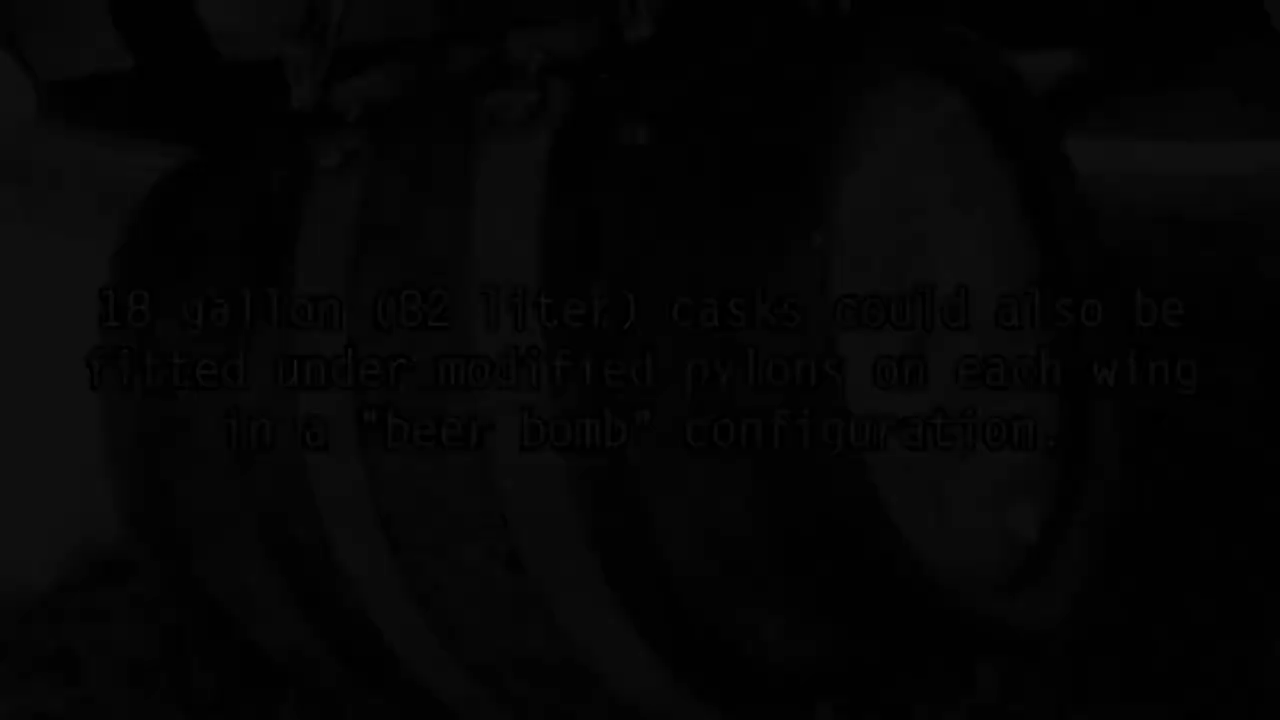 18 gallon (82 liter) casks could also be
fitted under modified pylons on each wing
in a "beer bomb" configuration.